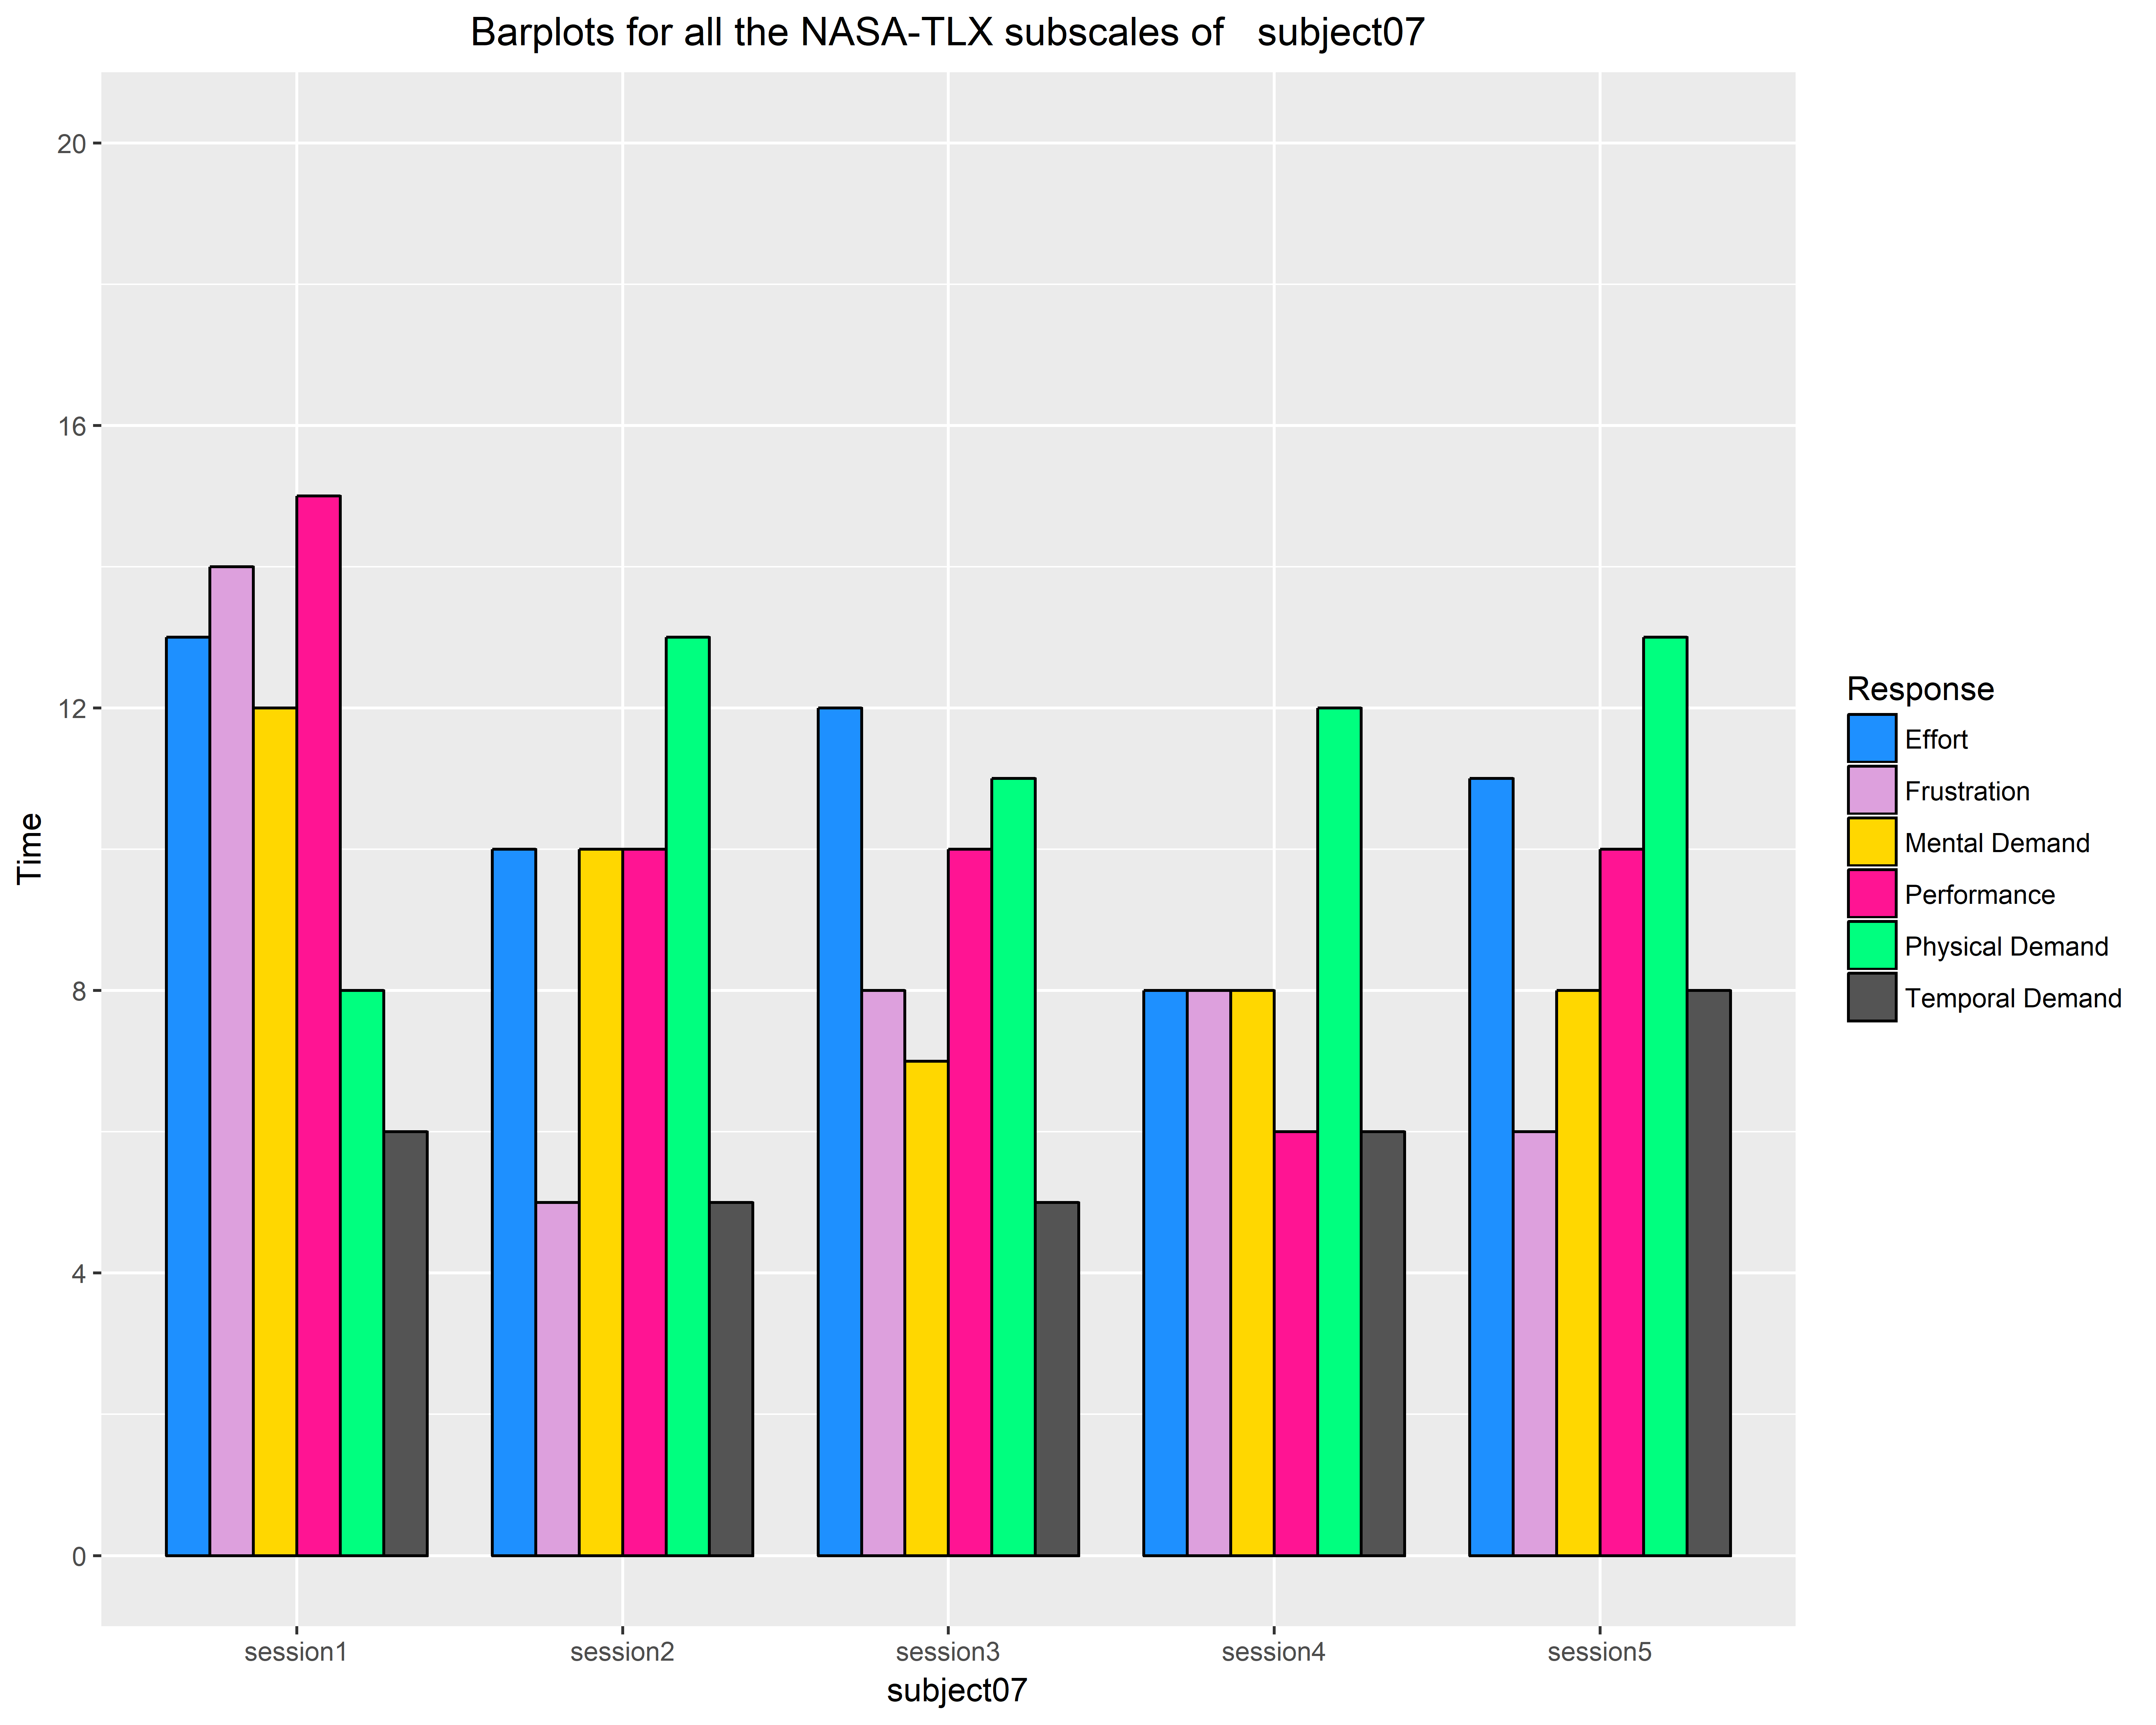 Barplots for all the NASA-TLX subscales of   subject07
20
16
12
8
4
0
Time
session1
session2
session3
session4
session5
subject07
Response
Effort
Frustration
Mental Demand
Performance
Physical Demand
Temporal Demand